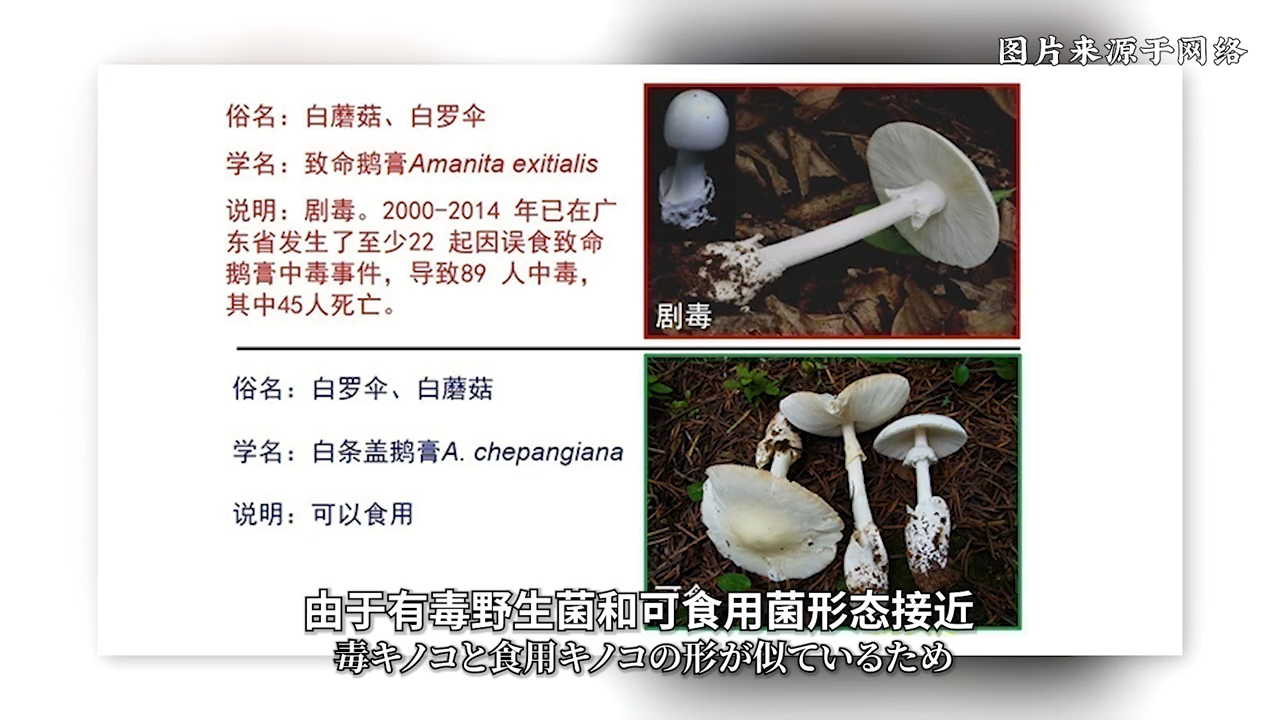 图片来源于网络
俗名：白蘑菇、白罗伞
学名：致命鹅膏Amanita exitialis
说明：剧毒。2000-2014 年已在广
东省发生了至少22 起因误食致命
鹅膏中毒事件，导致89 人中毒，
其中45人死亡。
剧毒
俗名：白罗伞、白蘑菇
学名：白条盖鹅膏A. chepangiana
说明：可以食用
由于有毒野生菌和可食用菌形态接近
毒キノコと食用キノコの形が似ているため